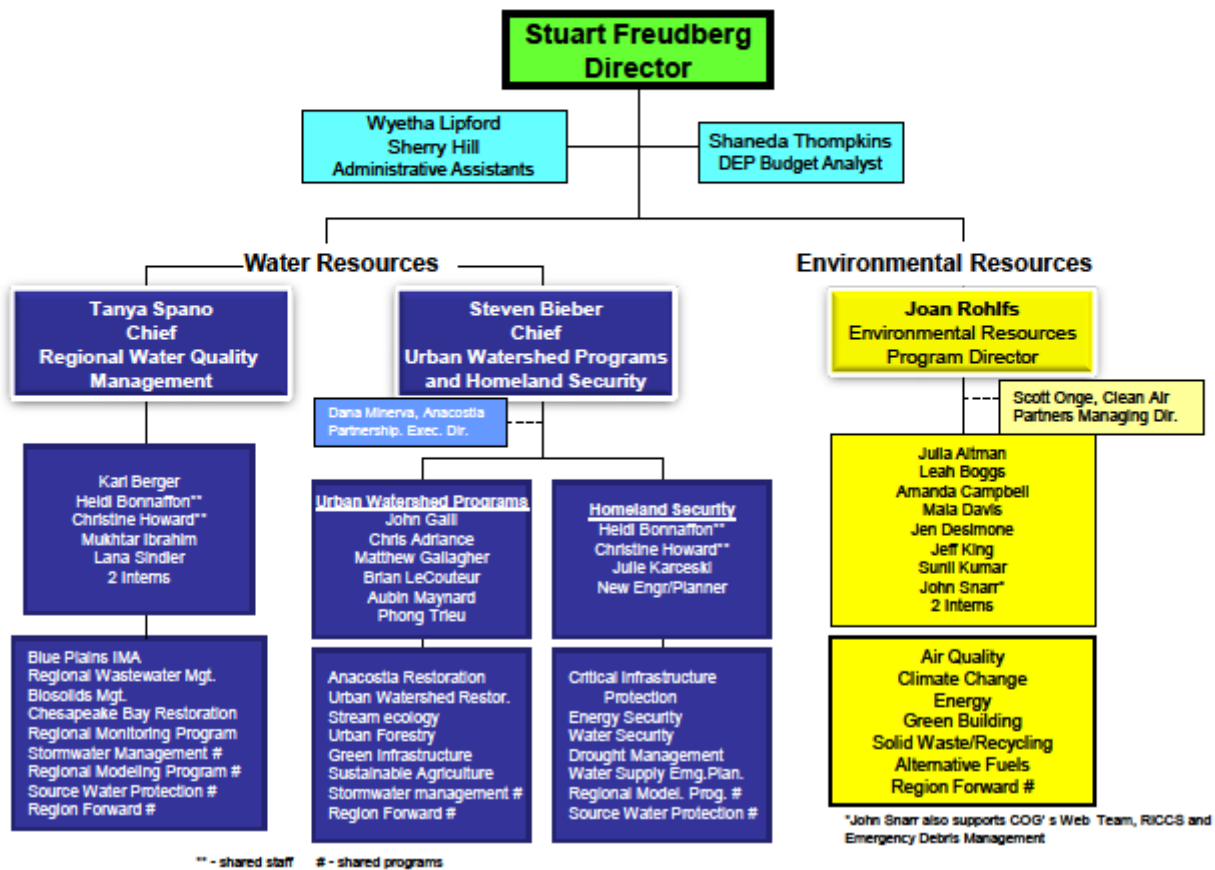 Stuart Freudberg
Director
Wyetha Lipford
Sherry Hill
Administrative Assistants
Shaneda Thompkins
DEP Budget Analyst
Water Resources
Environmental Resources
Tanya Spano
Chief
Regional Water Quality
Management
Steven Bieber
Chief
Urban Watershed Programs
and Homeland Security
Joan Rohlfs
Environmental Resources
Program Director
Dana Minerva, Anacostia
Partnership. Exec. Dir.
Scott Onge, Clean Air
Partners Managing Dir.
Karl Berger
Heidi Bonnaffon**
Christine Howard**
Mukhtar Ibrahim
Lana Sindler
2 Interns
Urban Watershed Programs
John Galli
Chris Adriance
Matthew Gallagher
Brian LeCouteur
Aubin Maynard
Phong Trieu
Homeland Security
Heidi Bonnaffon**
Christine Howard**
Julie Karceski
New Engr/Planner
Julia Altman
Leah Boggs
Amanda Campbell
Maia Davis
Jen Desimone
Jeff King
Sunil Kumar
John Snarr*
2 Interns
Blue Plains IMA
Regional Wastewater Mgt.
Biosolids Mgt.
Chesapeake Bay Restoration
Regional Monitoring Program
Stormwater Management #
Regional Modeling Program #
Source Water Protection #
Region Forward #
Anacostia Restoration
Urban Watershed Restor.
Stream ecology
Urban Forestry
Green Infrastructure
Sustainable Agriculture
Stormwater management #
Region Forward #
Critical Infrastructure
Protection
Energy Security
Water Security
Drought Management
Water Supply Emg.Plan.
Regional Model. Prog. #
Source Water Protection #
Air Quality
Climate Change
Energy
Green Building
Solid Waste/Recycling
Alternative Fuels
Region Forward #
*John Snarr also supports COG' s Web Team, RICCS and
Emergency Debris Management
** - shared staff # - shared programs